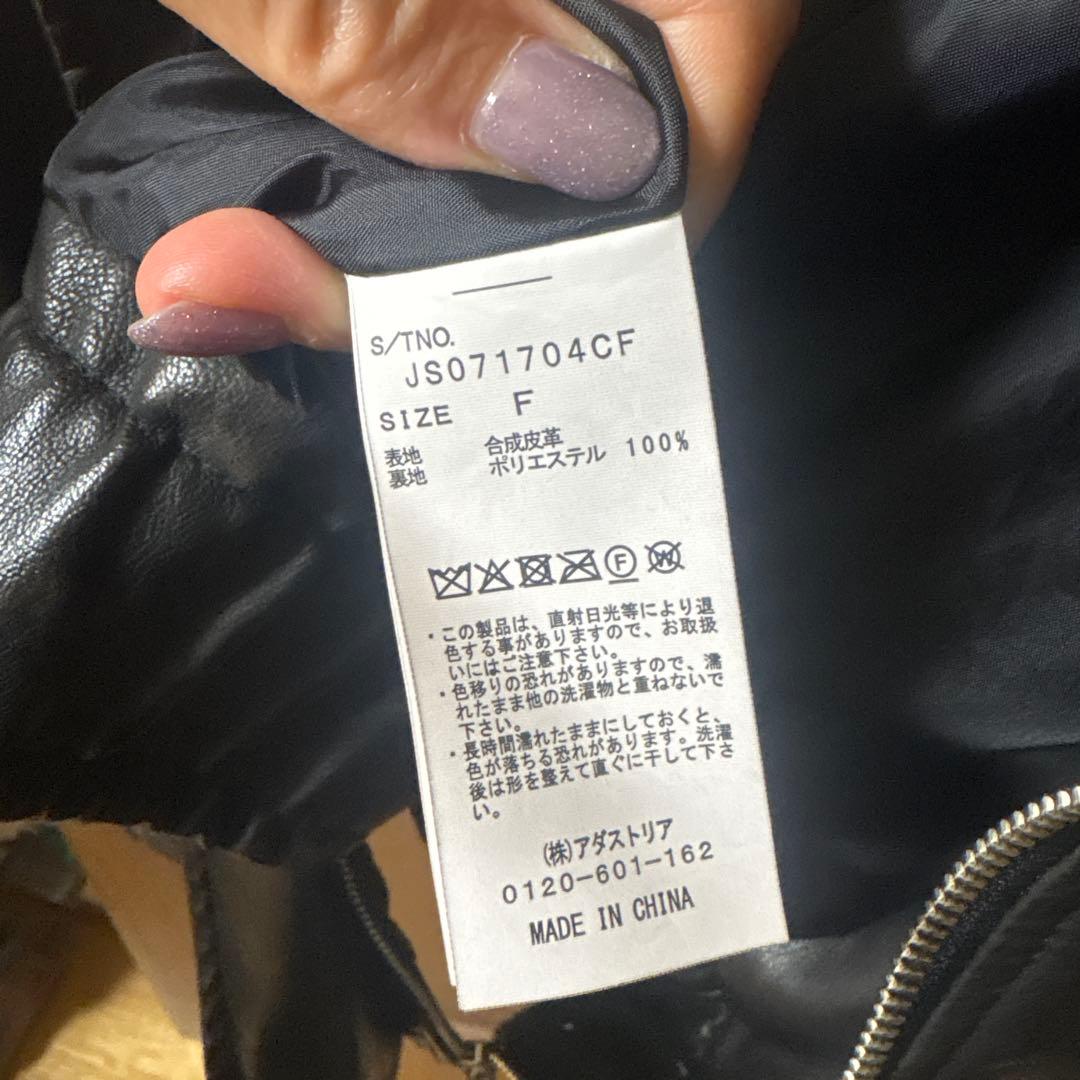 S/TNO.
JS071704CF
SIZE F
表地 合成皮革
裏地 ポリエステル 100%
F W
・この製品は、直射日光等により退
色する事がありますので、お取扱
いにはご注意下さい。
・色移りの恐れがありますので、濡
れたまま他の洗濯物と重ねないで
下さい。
・長時間濡れたままにしておくと、
色が落ちる恐れがあります。洗濯
後は形を整えて直ぐに干して下さ
い。
(株)アダストリア
0120-601-162
MADE IN CHINA